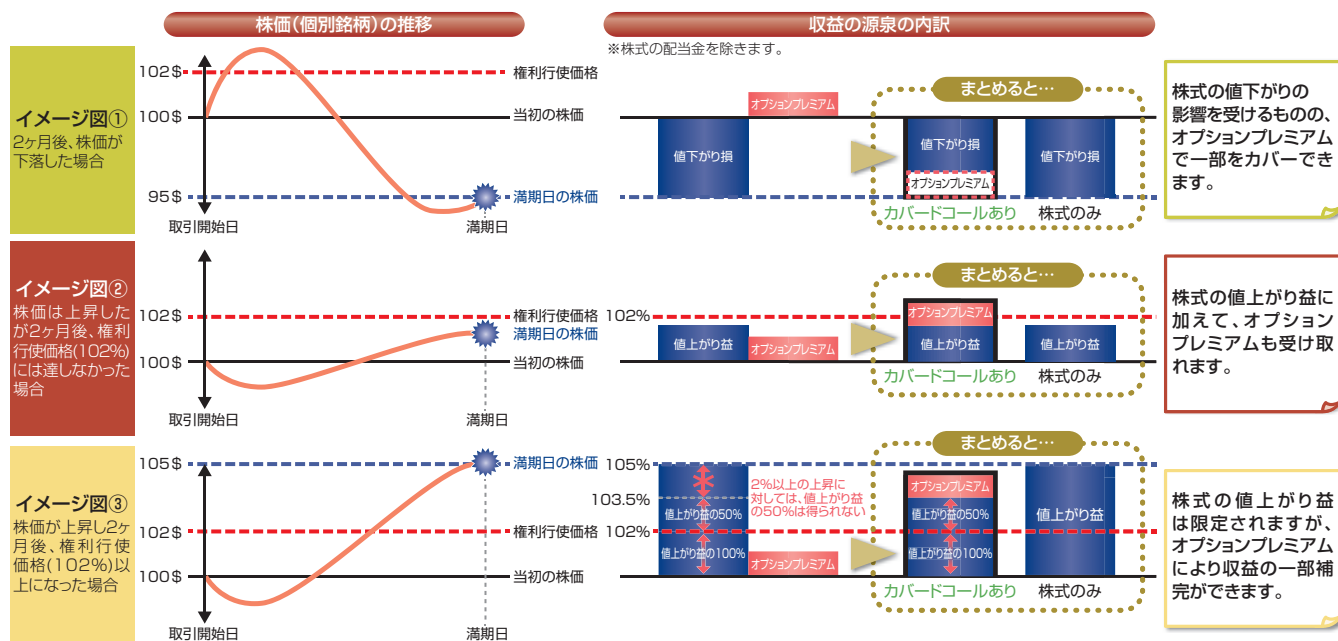 株価(個別銘柄)の推移
収益の源泉の内訳
※株式の配当金を除きます。
イメージ図①
2ヶ月後、株価が
下落した場合
102$
100$
95$
権利行使価格
当初の株価
満期日の株価
取引開始日
満期日
値下がり損
オプションプレミアム
まとめると…
値下がり損
オプションプレミアム
値下がり損
カバードコールあり
株式のみ
株式の値下がりの
影響を受けるものの、
オプションプレミアム
で一部をカバーでき
ます。
イメージ図②
株価は上昇した
が2ヶ月後、権利
行使価格(102%)
には達しなかった
場合
102$
100$
権利行使価格
満期日の株価
当初の株価
取引開始日
満期日
102%
値上がり益
オプションプレミアム
まとめると…
オプションプレミアム
値上がり益
値上がり益
カバードコールあり
株式のみ
株式の値上がり益に
加えて、オプション
プレミアムも受け取
れます。
イメージ図③
株価が上昇し2ヶ
月後、権利行使
価格(102%)以
上になった場合
105$
102$
100$
満期日の株価
権利行使価格
当初の株価
取引開始日
満期日
105%
103.5%
102%
2%以上の上昇に
対しては、値上がり益
の50%は得られない
値上がり益の50%
値上がり益の100%
オプションプレミアム
まとめると…
オプションプレミアム
値上がり益の50%
値上がり益の100%
値上がり益
カバードコールあり
株式のみ
株式の値上がり益
は限定されますが、
オプションプレミアム
により収益の一部補
完ができます。